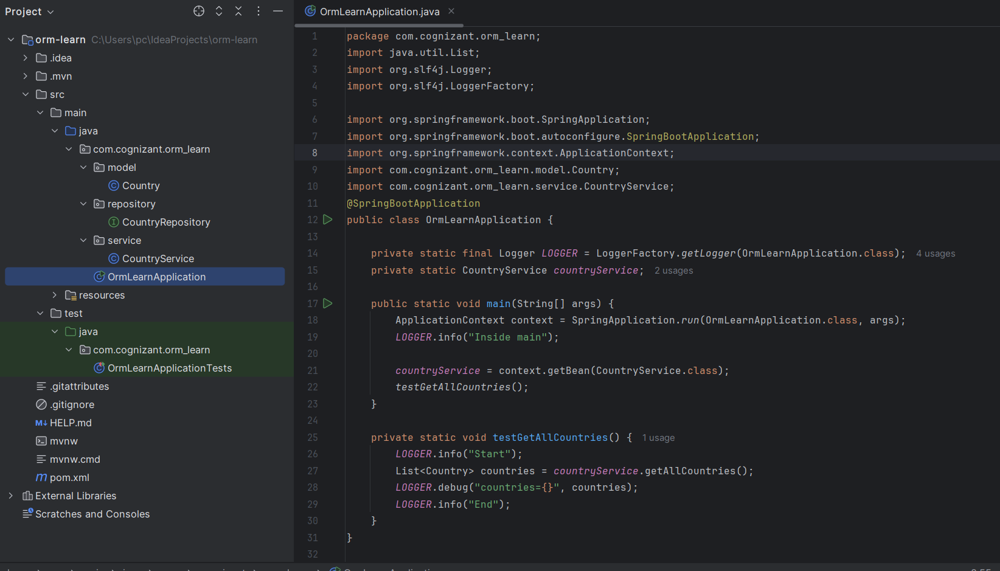 Project
orm-learn C:\Users\pc\IdeaProjects\orm-learn
.idea
.mvn
src
main
java
com.cognizant.orm_learn
model
Country
repository
CountryRepository
service
CountryService
OrmLearnApplication
resources
test
java
com.cognizant.orm_learn
OrmLearnApplicationTests
.gitattributes
.gitignore
HELP.md
mvnw
mvnw.cmd
pom.xml
External Libraries
Scratches and Consoles
OrmLearnApplication.java
1 package com.cognizant.orm_learn;
2 import java.util.List;
3 import org.slf4j.Logger;
4 import org.slf4j.LoggerFactory;
5
6 import org.springframework.boot.SpringApplication;
7 import org.springframework.boot.autoconfigure.SpringBootApplication;
8 import org.springframework.context.ApplicationContext;
9 import com.cognizant.orm_learn.model.Country;
10 import com.cognizant.orm_learn.service.CountryService;
11 @SpringBootApplication
12 public class OrmLearnApplication {
13
14 private static final Logger LOGGER = LoggerFactory.getLogger(OrmLearnApplication.class); 4 usages
15 private static CountryService countryService; 2 usages
16
17 public static void main(String[] args) {
18 ApplicationContext context = SpringApplication.run(OrmLearnApplication.class, args);
19 LOGGER.info("Inside main");
20
21 countryService = context.getBean(CountryService.class);
22 testGetAllCountries();
23 }
24
25 private static void testGetAllCountries() { 1 usage
26 LOGGER.info("Start");
27 List<Country> countries = countryService.getAllCountries();
28 LOGGER.debug("countries={}", countries);
29 LOGGER.info("End");
30 }
31 }
32